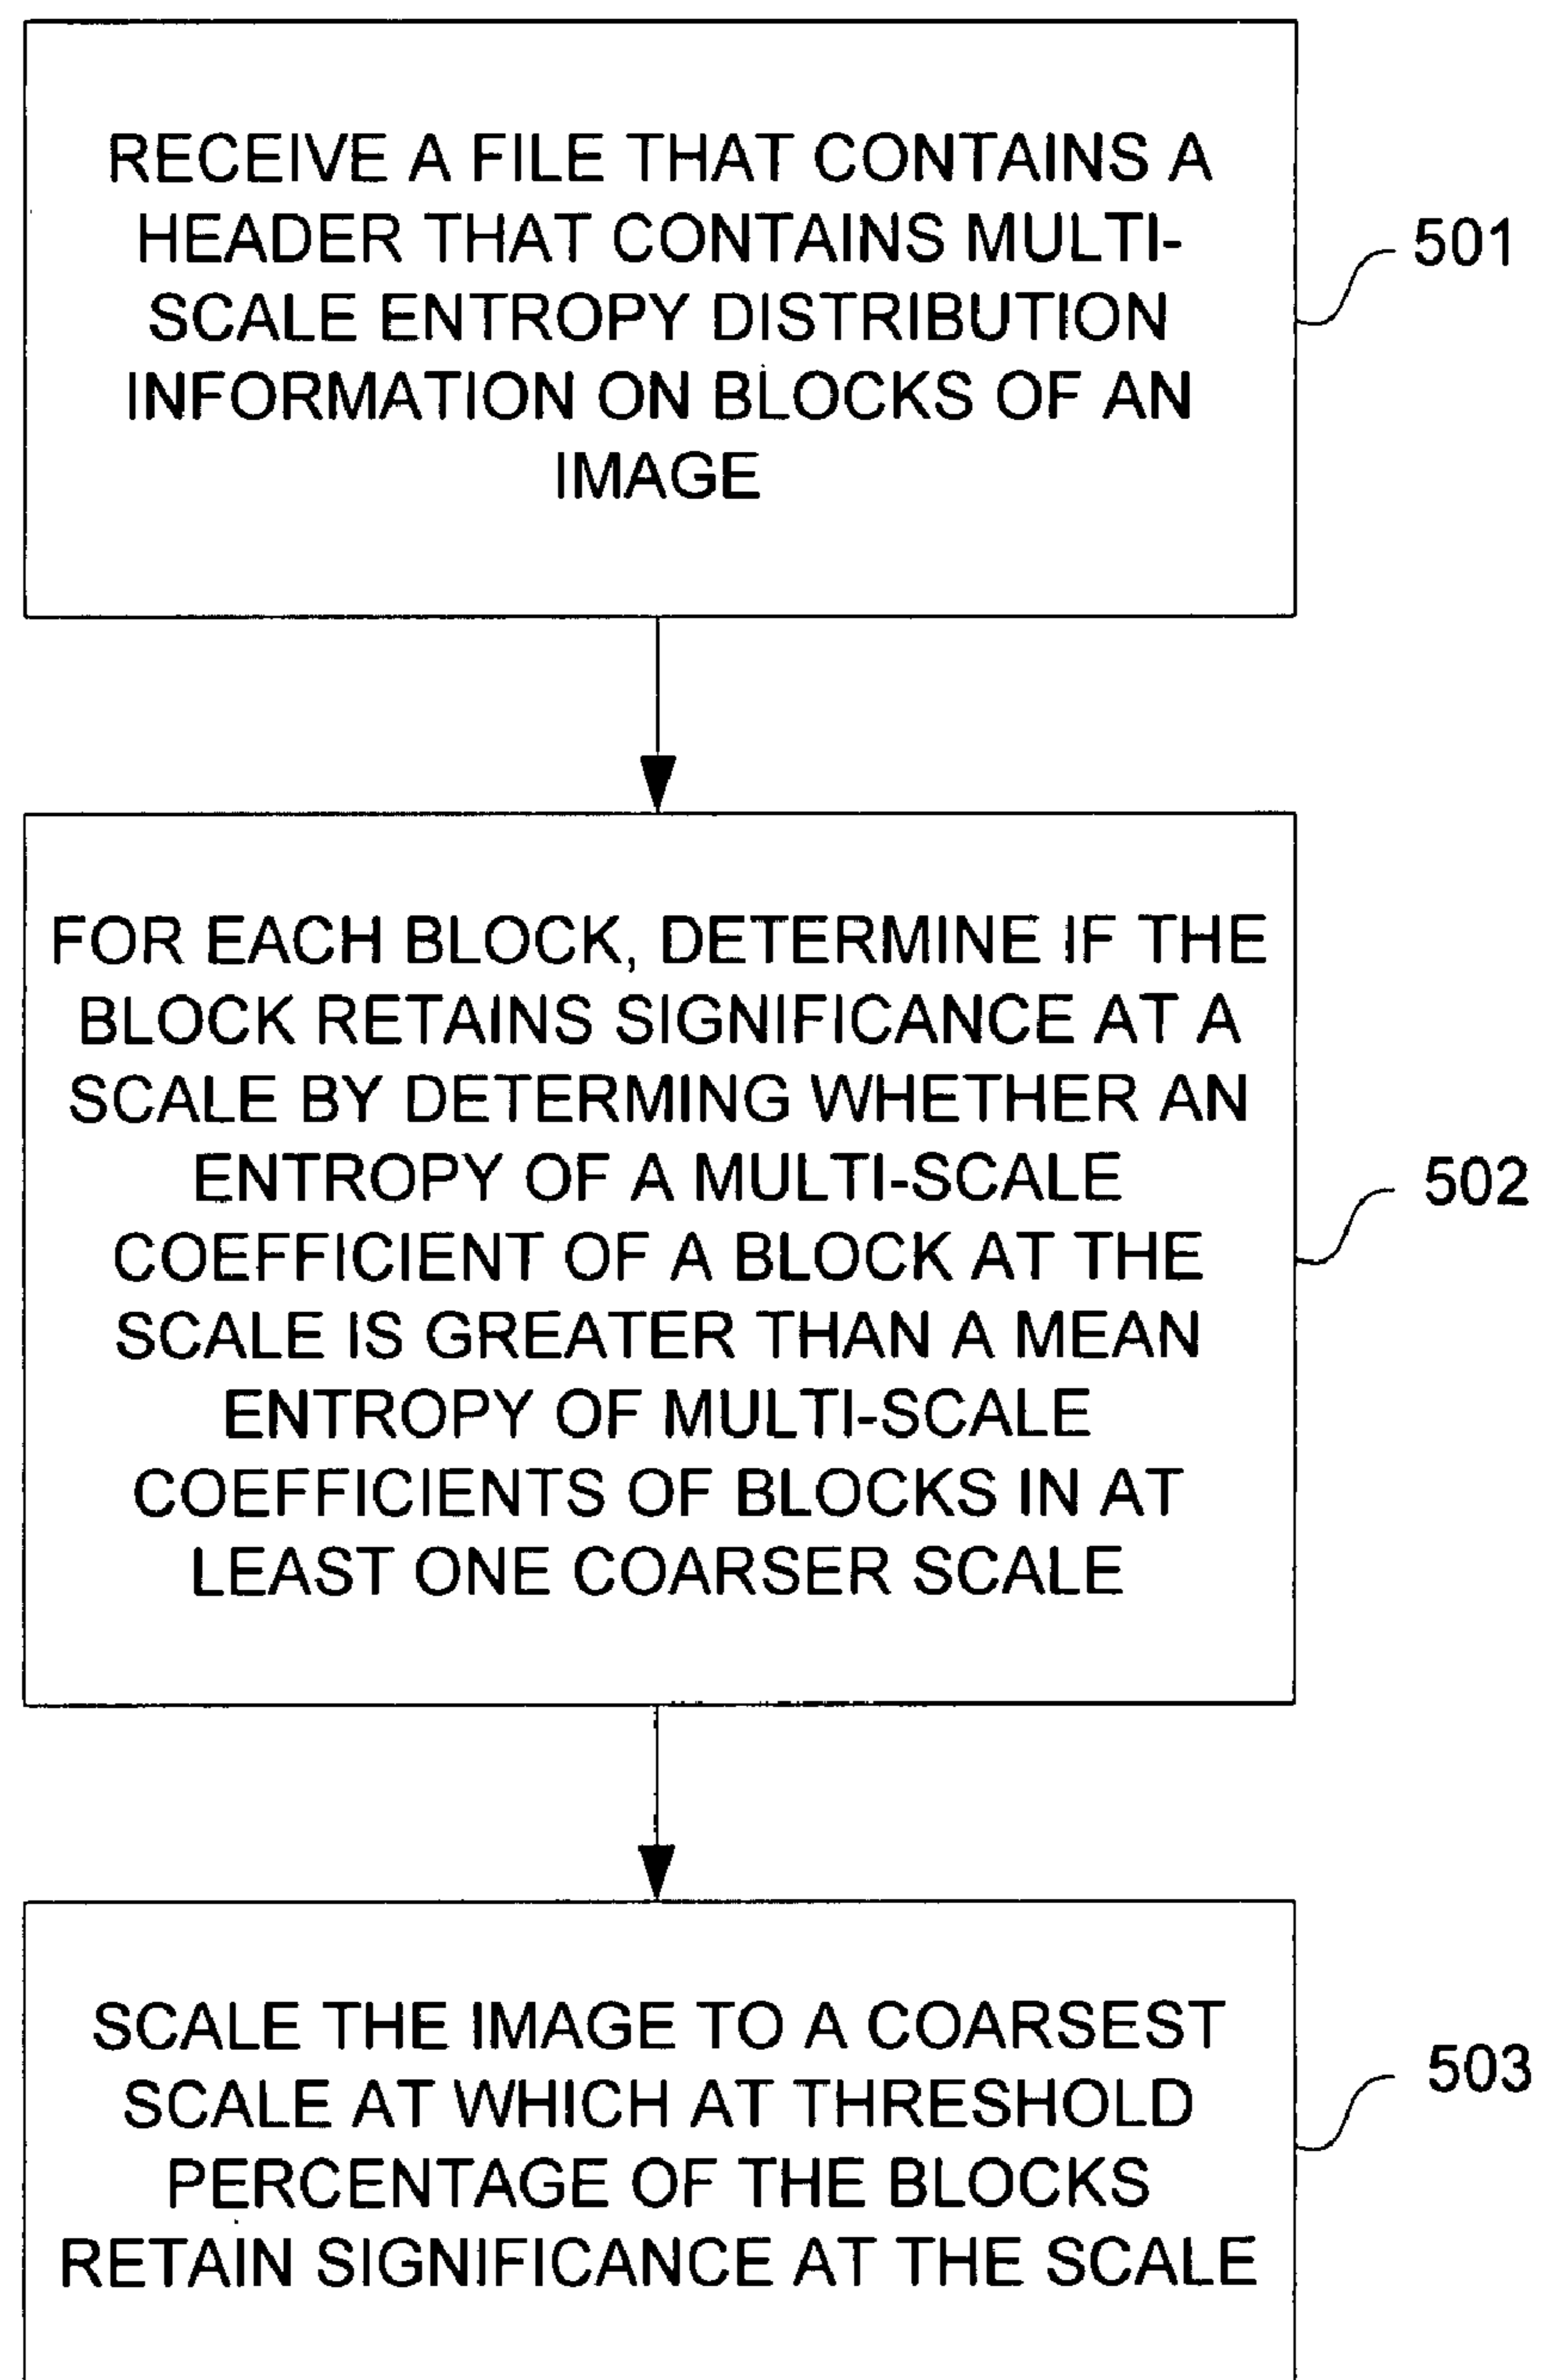 RECEIVE A FILE THAT CONTAINS A
HEADER THAT CONTAINS MULTI-
SCALE ENTROPY DISTRIBUTION
INFORMATION ON BLOCKS OF AN
IMAGE
501
FOR EACH BLOCK, DETERMINE IF THE
BLOCK RETAINS SIGNIFICANCE AT A
SCALE BY DETERMING WHETHER AN
ENTROPY OF A MULTI-SCALE
COEFFICIENT OF A BLOCK AT THE
SCALE IS GREATER THAN A MEAN
ENTROPY OF MULTI-SCALE
COEFFICIENTS OF BLOCKS IN AT
LEAST ONE COARSER SCALE
502
SCALE THE IMAGE TO A COARSEST
SCALE AT WHICH AT THRESHOLD
PERCENTAGE OF THE BLOCKS
RETAIN SIGNIFICANCE AT THE SCALE
503